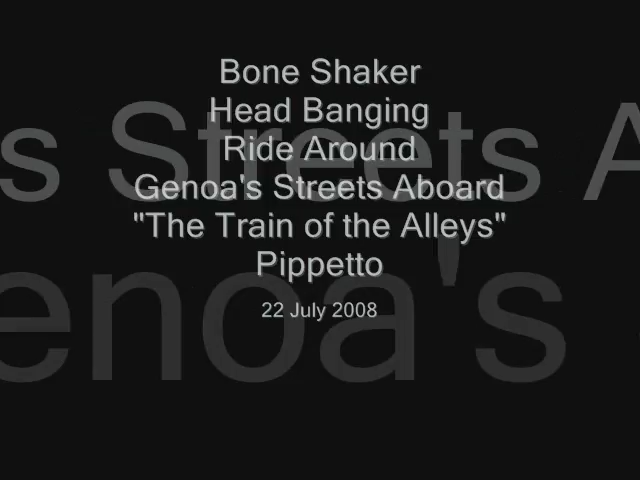 Bone Shaker
Head Banging
Ride Around
Genoa's Streets Aboard
"The Train of the Alleys"
Pippetto
22 July 2008
s Streets A
enoa's